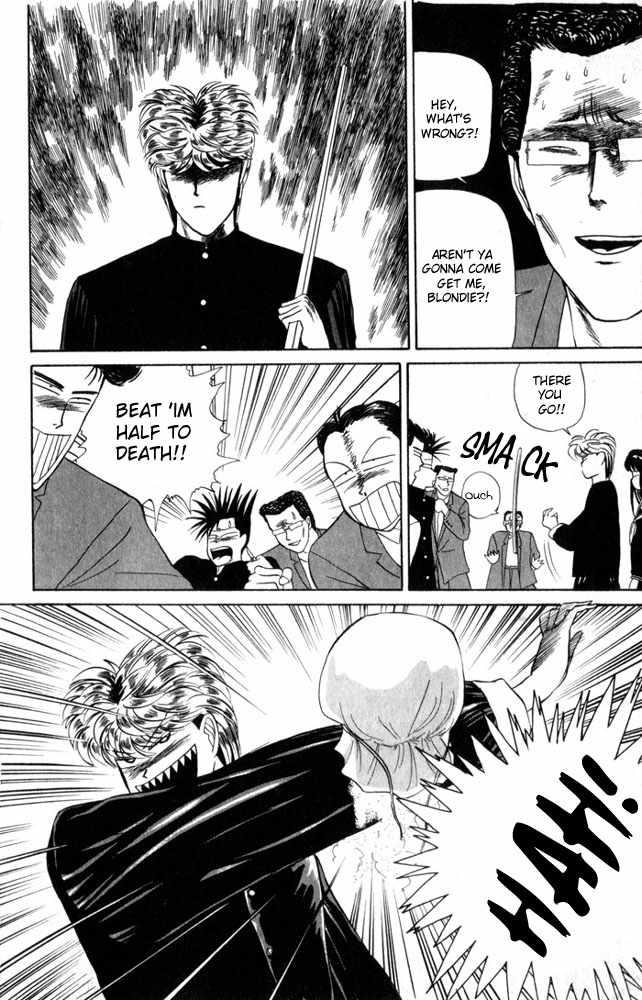 HEY,
WHAT'S
WRONG?!
AREN'T YA
GONNA COME
GET ME,
BLONDIE?!
THERE
YOU
GO!!
SMACK
Ouch
BEAT 'IM
HALF TO
DEATH!!
HAH!